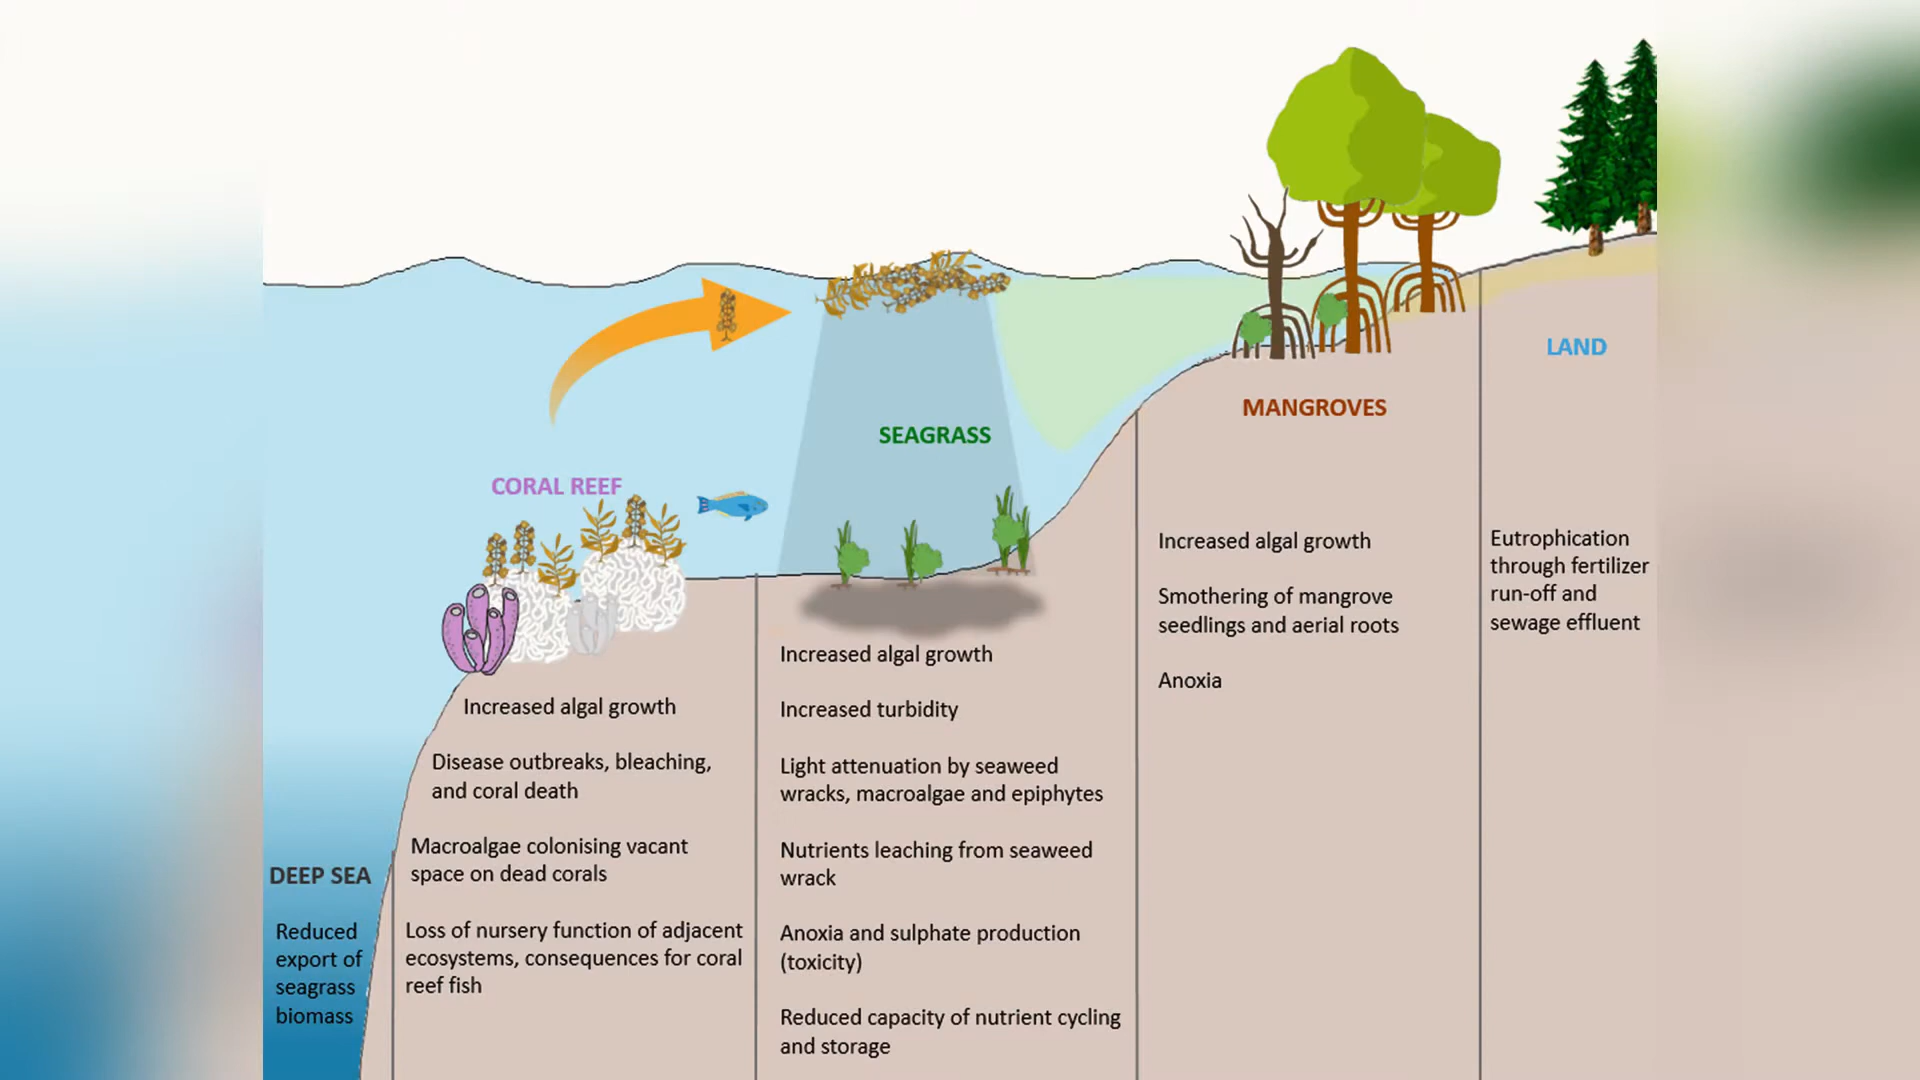 LAND
MANGROVES
SEAGRASS
CORAL REEF
DEEP SEA
Reduced
export of
seagrass
biomass
Increased algal growth
Disease outbreaks, bleaching,
and coral death
Macroalgae colonising vacant
space on dead corals
Loss of nursery function of adjacent
ecosystems, consequences for coral
reef fish
Increased algal growth
Increased turbidity
Light attenuation by seaweed
wracks, macroalgae and epiphytes
Nutrients leaching from seaweed
wrack
Anoxia and sulphate production
(toxicity)
Reduced capacity of nutrient cycling
and storage
Increased algal growth
Smothering of mangrove
seedlings and aerial roots
Anoxia
Eutrophication
through fertilizer
run-off and
sewage effluent